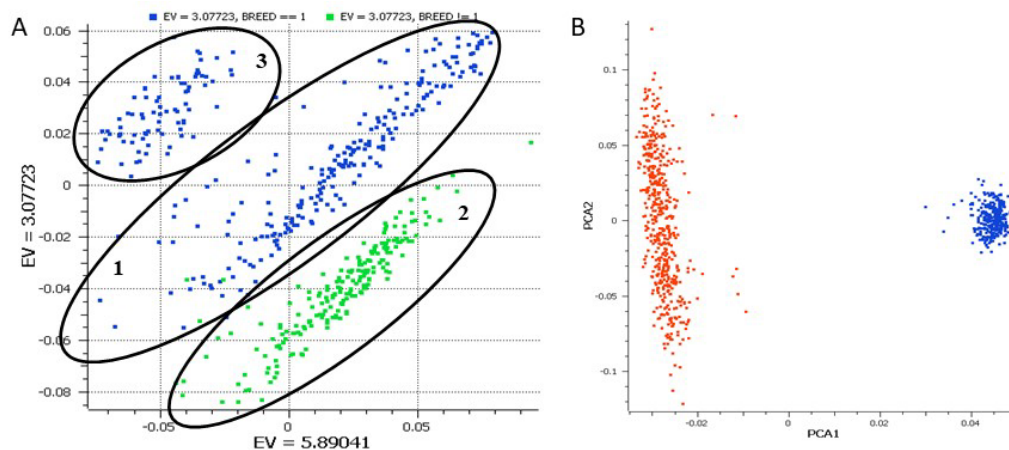 A
EV = 3.07723, BREED == 1
EV = 3.07723, BREED != 1
B
0.06
0.04
0.02
0
-0.02
-0.04
-0.06
-0.08
EV = 3.07723
3
2
1
-0.05
0
0.05
EV = 5.89041
0.1
0.05
0
-0.05
-0.1
PCA2
-0.02
0
0.02
0.04
PCA1